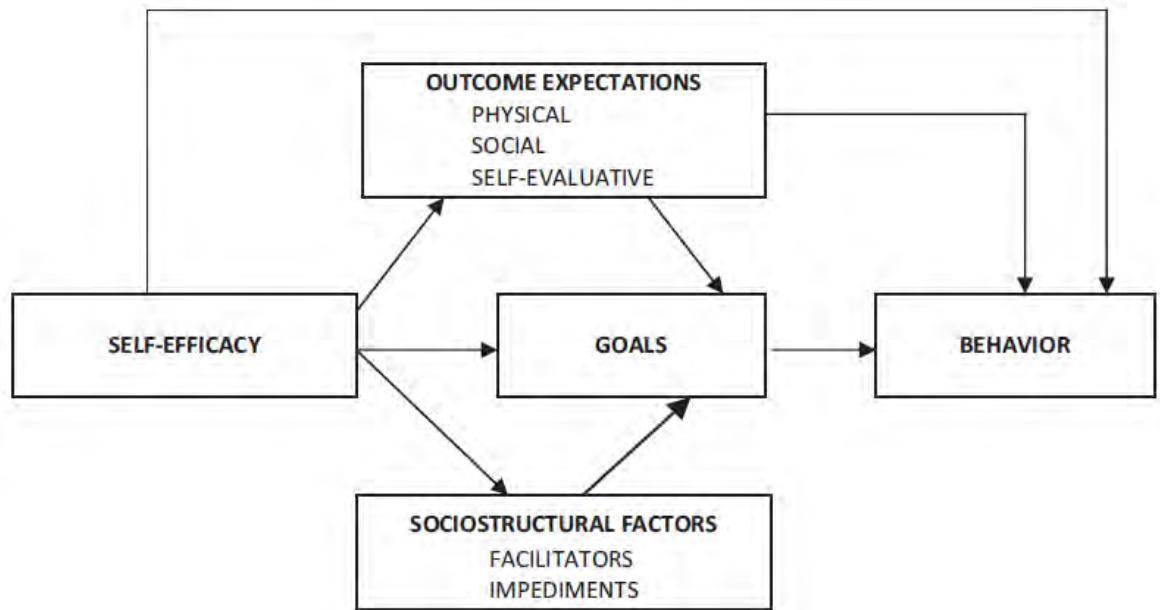 OUTCOME EXPECTATIONS
PHYSICAL
SOCIAL
SELF-EVALUATIVE
SELF-EFFICACY
GOALS
BEHAVIOR
SOCIOSTRUCTURAL FACTORS
FACILITATORS
IMPEDIMENTS